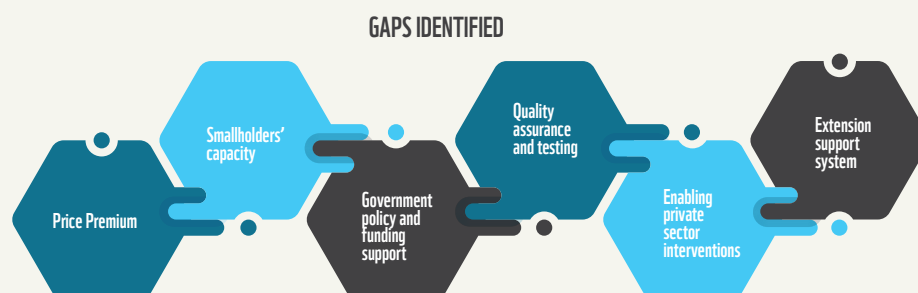 GAPS IDENTIFIED
Price Premium
Smallholders’
capacity
Government
policy and
funding
support
Quality
assurance
and testing
Enabling
private
sector
interventions
Extension
support
system